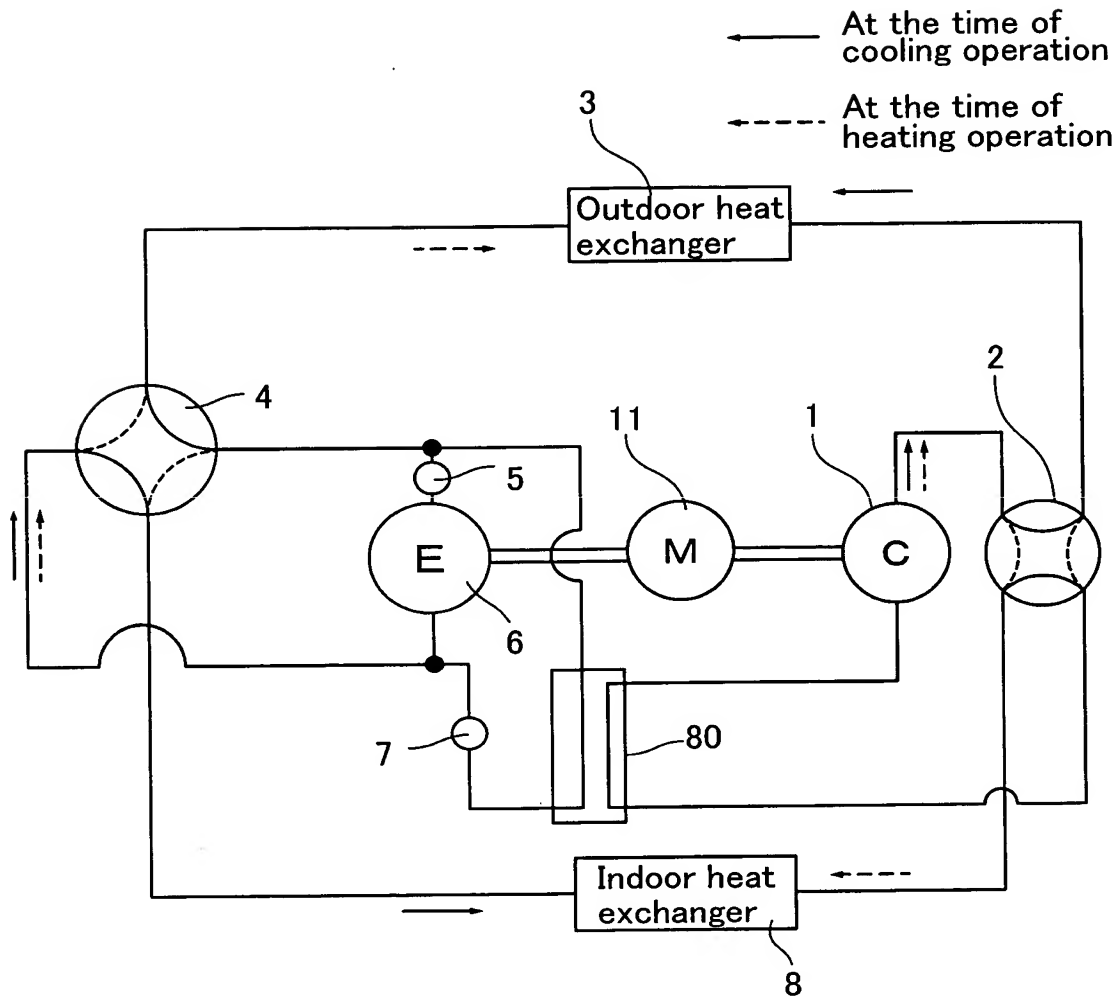 At the time of
cooling operation
At the time of
heating operation
3
Outdoor heat
exchanger
4
5
11
1
2
E
M
C
6
7
80
Indoor heat
exchanger
8